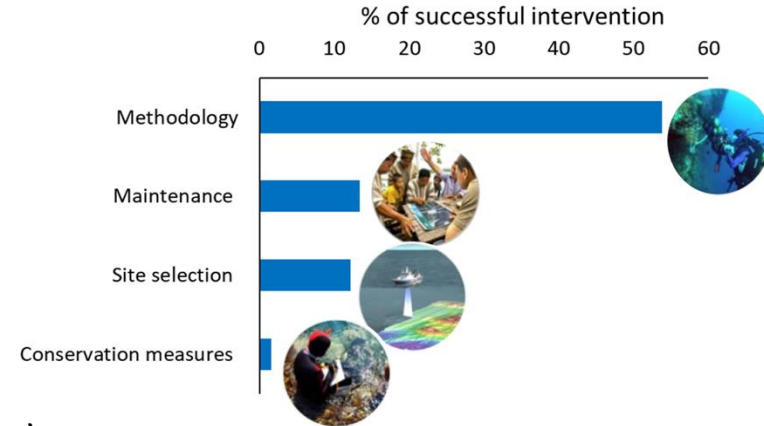 % of successful intervention
0 10 20 30 40 50 60
Methodology
Maintenance
Site selection
Conservation measures